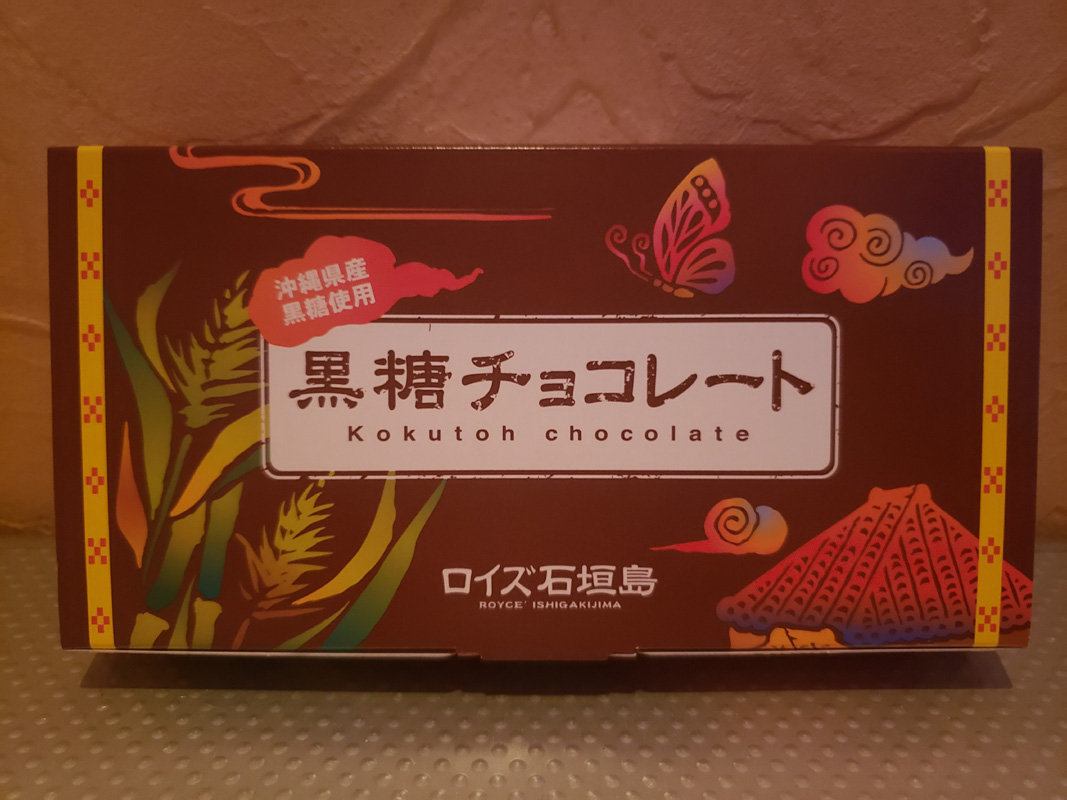 沖縄県産
黒糖使用
黒糖チョコレート
Kokutoh chocolate
ロイズ石垣島
ROYCE' ISHIGAKIJIMA